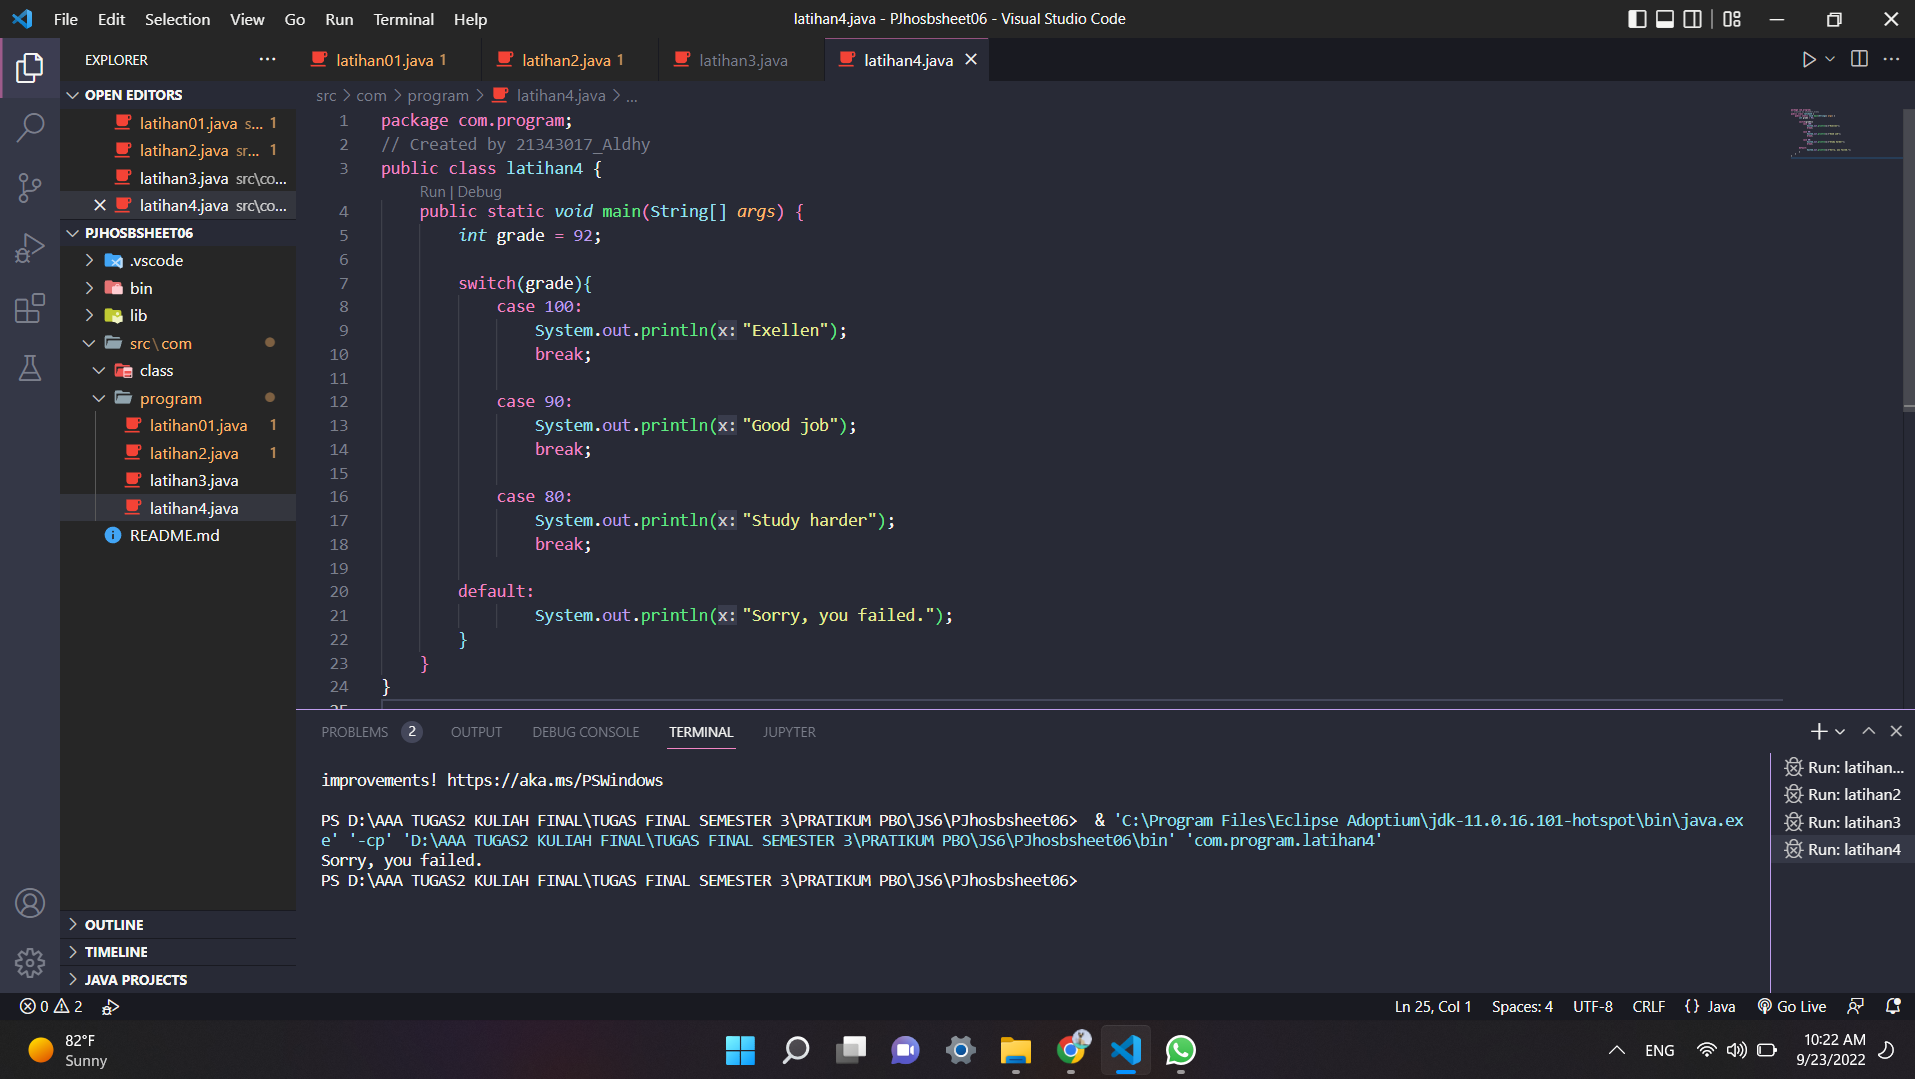 File Edit Selection View Go Run Terminal Help
latihan4.java - PJhosbsheet06 - Visual Studio Code
EXPLORER
latihan01.java 1
latihan2.java 1
latihan3.java
latihan4.java
OPEN EDITORS
latihan01.java s... 1
latihan2.java sr... 1
latihan3.java src\co...
latihan4.java src\co...
PJHOSBSHEET06
.vscode
bin
lib
src\com
class
program
latihan01.java 1
latihan2.java 1
latihan3.java
latihan4.java
README.md
OUTLINE
TIMELINE
JAVA PROJECTS
src > com > program > latihan4.java > ...
1 package com.program;
2 // Created by 21343017_Aldhy
3 public class latihan4 {
Run | Debug
4 public static void main(String[] args) {
5 int grade = 92;
6
7 switch(grade){
8 case 100:
9 System.out.println(x: "Exellen");
10 break;
11
12 case 90:
13 System.out.println(x: "Good job");
14 break;
15
16 case 80:
17 System.out.println(x: "Study harder");
18 break;
19
20 default:
21 System.out.println(x: "Sorry, you failed.");
22 }
23 }
24 }
25
PROBLEMS 2 OUTPUT DEBUG CONSOLE TERMINAL JUPYTER
improvements! https://aka.ms/PSWindows
PS D:\AAA TUGAS2 KULIAH FINAL\TUGAS FINAL SEMESTER 3\PRATIKUM PBO\JS6\PJhosbsheet06> & 'C:\Program Files\Eclipse Adoptium\jdk-11.0.16.101-hotspot\bin\java.ex
e' '-cp' 'D:\AAA TUGAS2 KULIAH FINAL\TUGAS FINAL SEMESTER 3\PRATIKUM PBO\JS6\PJhosbsheet06\bin' 'com.program.latihan4'
Sorry, you failed.
PS D:\AAA TUGAS2 KULIAH FINAL\TUGAS FINAL SEMESTER 3\PRATIKUM PBO\JS6\PJhosbsheet06>
Run: latihan...
Run: latihan2
Run: latihan3
Run: latihan4
0 2
Ln 25, Col 1 Spaces: 4 UTF-8 CRLF {} Java Go Live
82°F
Sunny
ENG
10:22 AM
9/23/2022